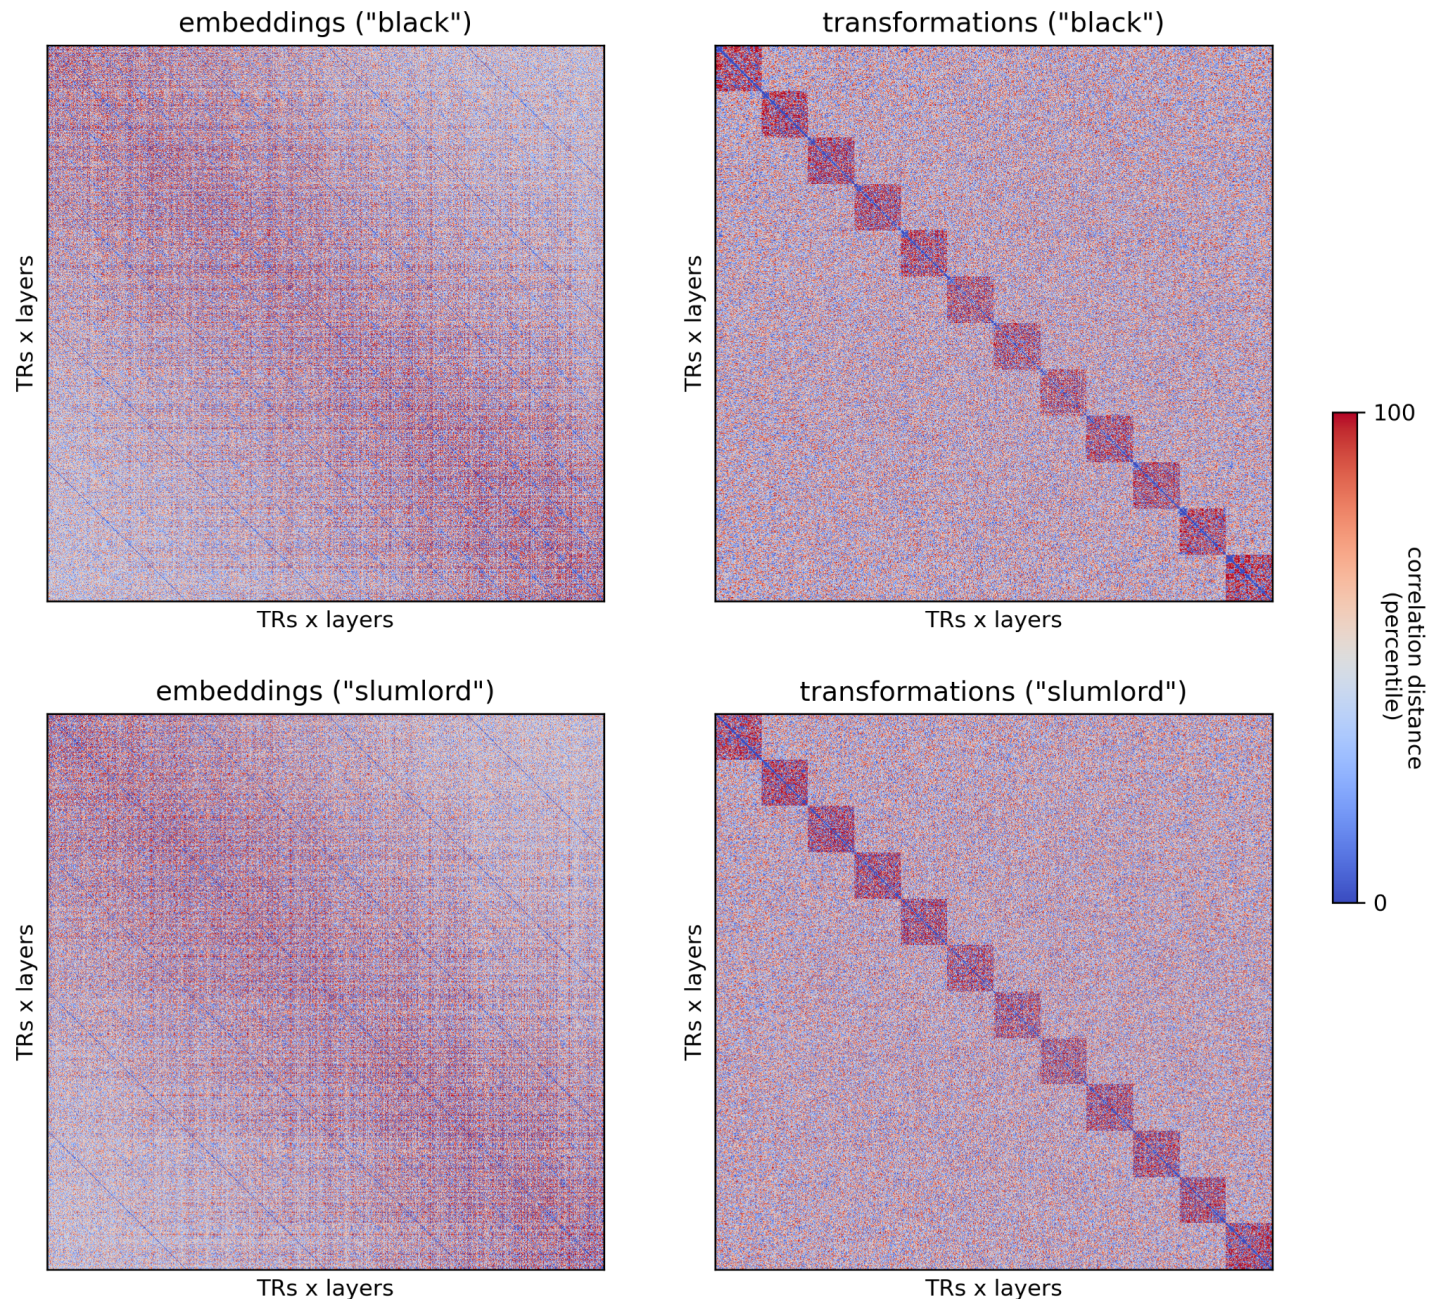 embeddings ("black")
transformations ("black")
TRs x layers
TRs x layers
TRs x layers
TRs x layers
embeddings ("slumlord")
transformations ("slumlord")
TRs x layers
TRs x layers
TRs x layers
TRs x layers
100
0
correlation distance
(percentile)